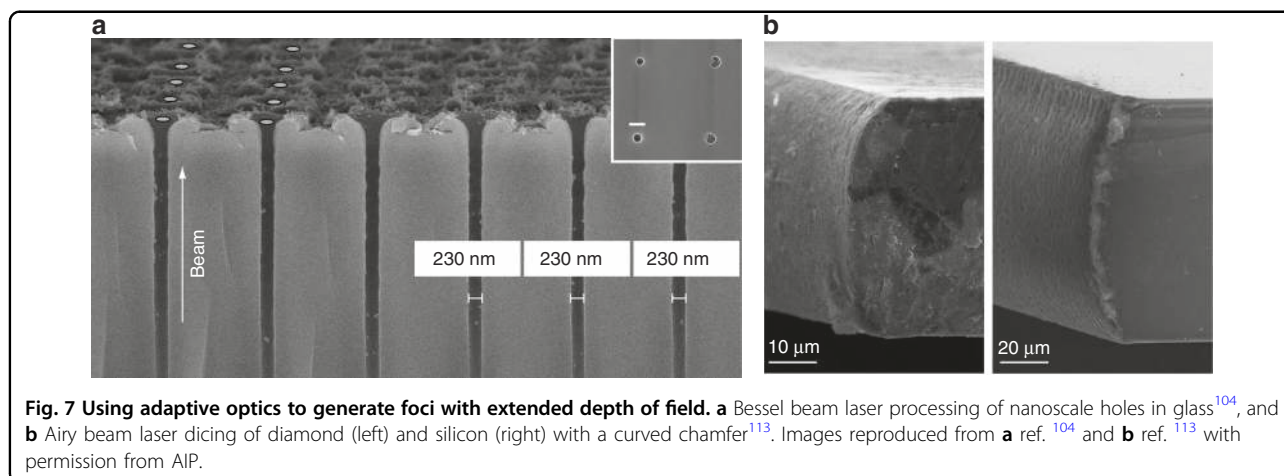 a
b
Beam
230 nm
230 nm
230 nm
10 μm
20 μm
Fig. 7 Using adaptive optics to generate foci with extended depth of field. a Bessel beam laser processing of nanoscale holes in glass104, and
b Airy beam laser dicing of diamond (left) and silicon (right) with a curved chamfer113. Images reproduced from a ref. 104 and b ref. 113 with
permission from AIP.